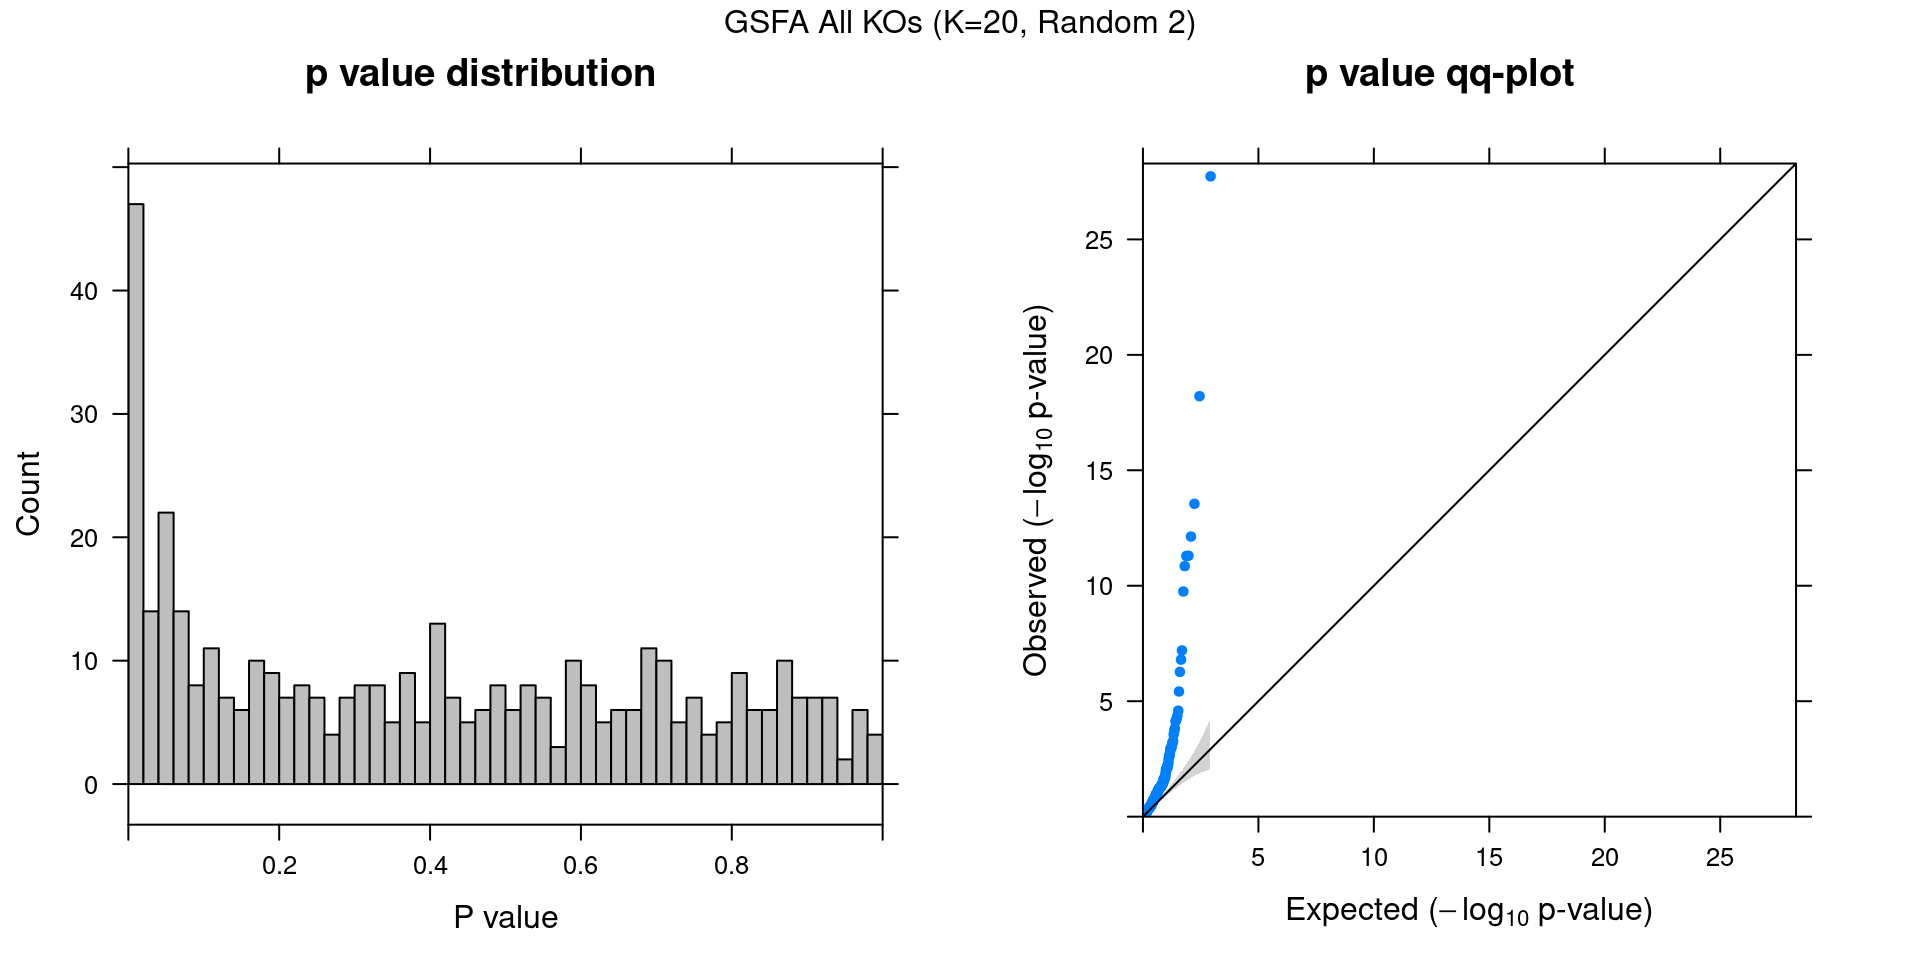 GSFA All KOs (K=20, Random 2)
p value distribution
Count
40
30
20
10
0
0.2 0.4 0.6 0.8
P value
p value qq-plot
Observed (−log10 p-value)
25
20
15
10
5
5 10 15 20 25
Expected (−log10 p-value)